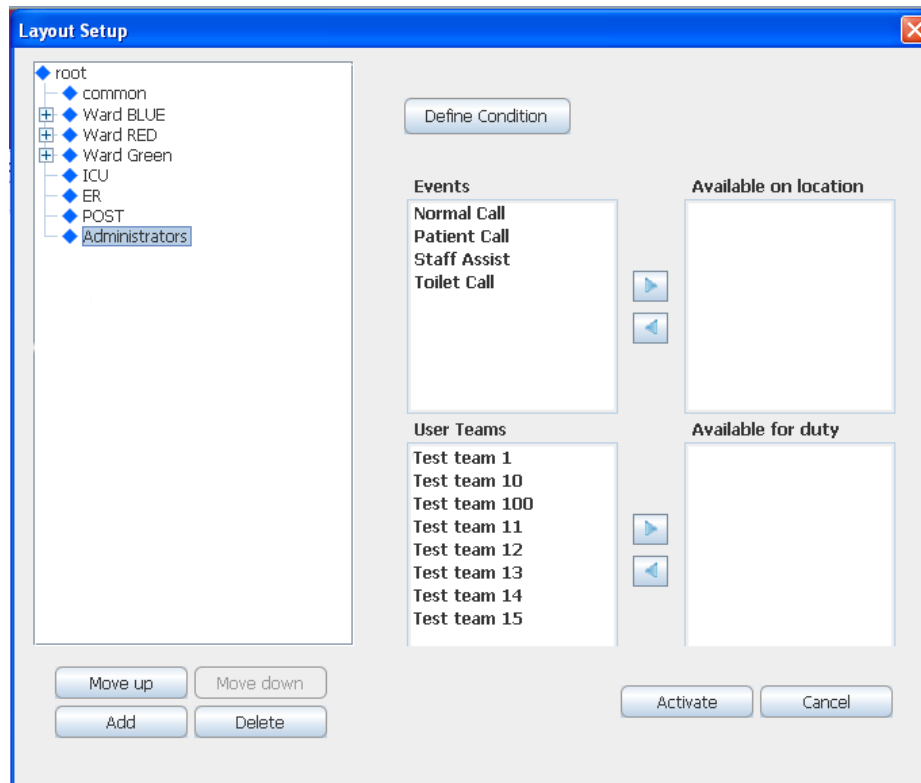 Layout Setup
root
common
Ward BLUE
Ward RED
Ward Green
ICU
ER
POST
Administrators
Move up
Move down
Add
Delete
Define Condition
Events
Normal Call
Patient Call
Staff Assist
Toilet Call
Available on location
User Teams
Test team 1
Test team 10
Test team 100
Test team 11
Test team 12
Test team 13
Test team 14
Test team 15
Available for duty
Activate
Cancel